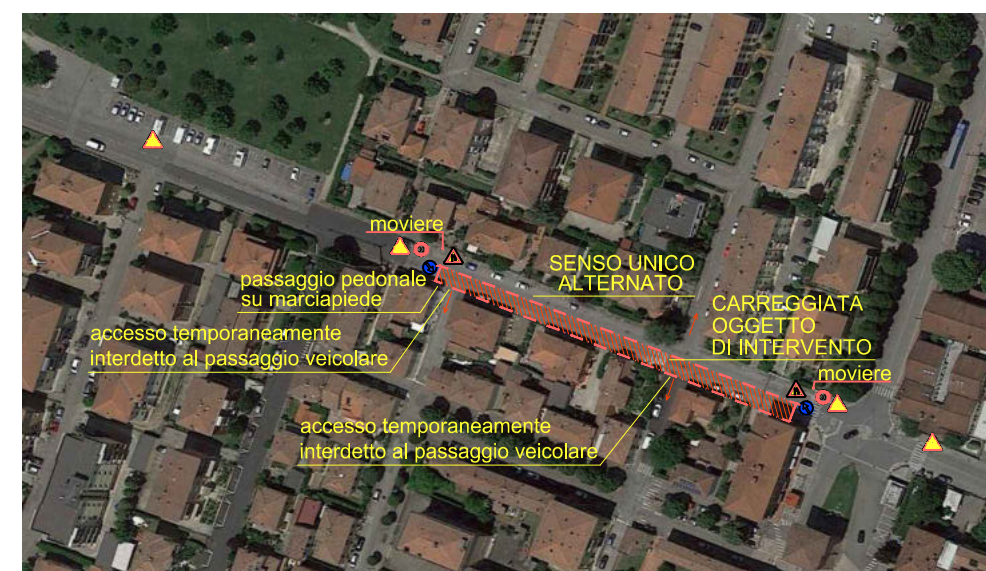 moviere
passaggio pedonale
su marciapiede
SENSO UNICO
ALTERNATO
accesso temporaneamente
interdetto al passaggio veicolare
CARREGGIATA
OGGETTO
DI INTERVENTO
moviere
accesso temporaneamente
interdetto al passaggio veicolare